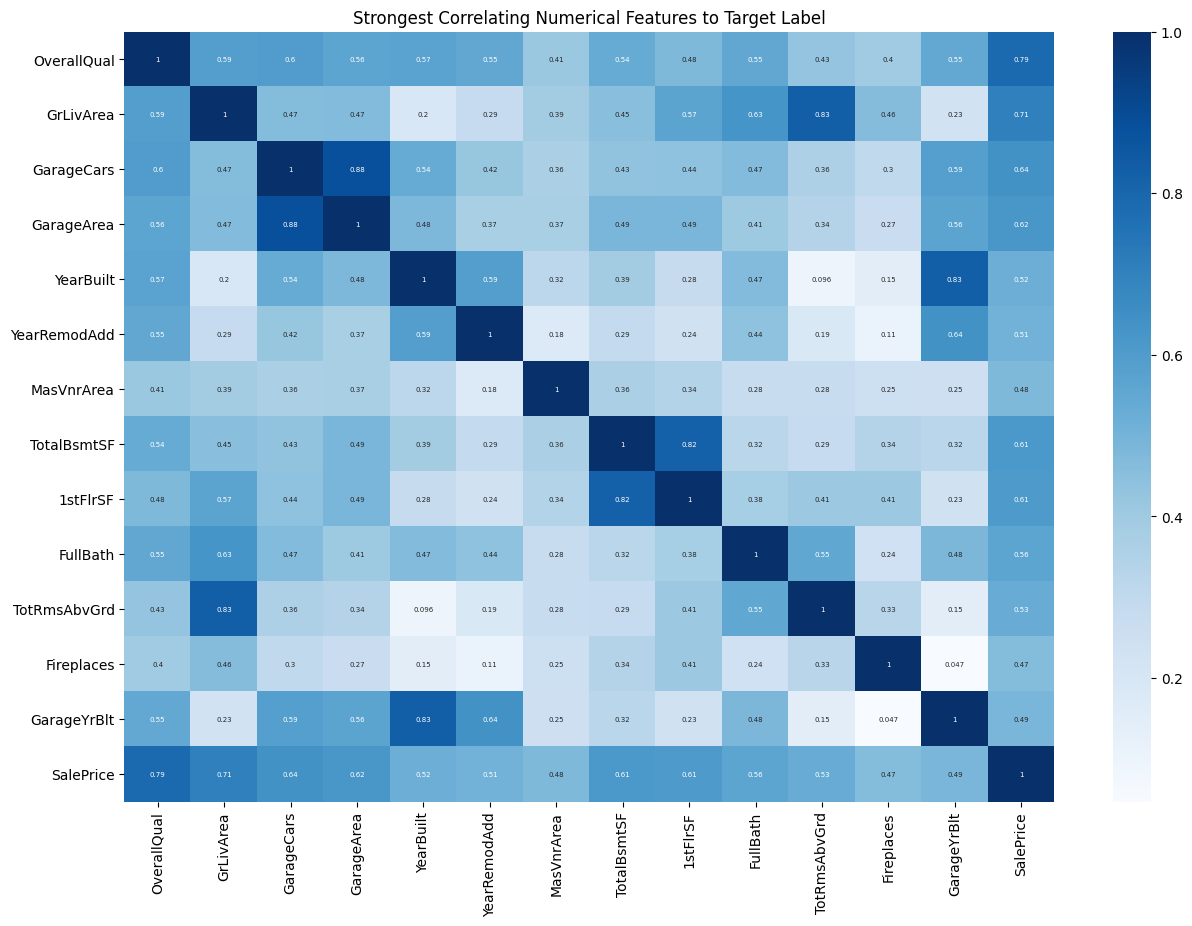 Strongest Correlating Numerical Features to Target Label
OverallQual 1 0.59 0.6 0.56 0.57 0.55 0.41 0.54 0.48 0.55 0.43 0.4 0.55 0.79
GrLivArea 0.59 1 0.47 0.47 0.2 0.29 0.39 0.45 0.57 0.63 0.83 0.46 0.23 0.71
GarageCars 0.6 0.47 1 0.88 0.54 0.42 0.36 0.43 0.44 0.47 0.36 0.3 0.59 0.64
GarageArea 0.56 0.47 0.88 1 0.48 0.37 0.37 0.49 0.49 0.41 0.34 0.27 0.56 0.62
YearBuilt 0.57 0.2 0.54 0.48 1 0.59 0.32 0.39 0.28 0.47 0.096 0.15 0.83 0.52
YearRemodAdd 0.55 0.29 0.42 0.37 0.59 1 0.18 0.29 0.24 0.44 0.19 0.11 0.64 0.51
MasVnrArea 0.41 0.39 0.36 0.37 0.32 0.18 1 0.36 0.34 0.28 0.28 0.25 0.25 0.48
TotalBsmtSF 0.54 0.45 0.43 0.49 0.39 0.29 0.36 1 0.82 0.32 0.29 0.34 0.32 0.61
1stFlrSF 0.48 0.57 0.44 0.49 0.28 0.24 0.34 0.82 1 0.38 0.41 0.41 0.23 0.61
FullBath 0.55 0.63 0.47 0.41 0.47 0.44 0.28 0.32 0.38 1 0.55 0.24 0.48 0.56
TotRmsAbvGrd 0.43 0.83 0.36 0.34 0.096 0.19 0.28 0.29 0.41 0.55 1 0.33 0.15 0.53
Fireplaces 0.4 0.46 0.3 0.27 0.15 0.11 0.25 0.34 0.41 0.24 0.33 1 0.047 0.47
GarageYrBlt 0.55 0.23 0.59 0.56 0.83 0.64 0.25 0.32 0.23 0.48 0.15 0.047 1 0.49
SalePrice 0.79 0.71 0.64 0.62 0.52 0.51 0.48 0.61 0.61 0.56 0.53 0.47 0.49 1
OverallQual
GrLivArea
GarageCars
GarageArea
YearBuilt
YearRemodAdd
MasVnrArea
TotalBsmtSF
1stFlrSF
FullBath
TotRmsAbvGrd
Fireplaces
GarageYrBlt
SalePrice
1.0
0.8
0.6
0.4
0.2